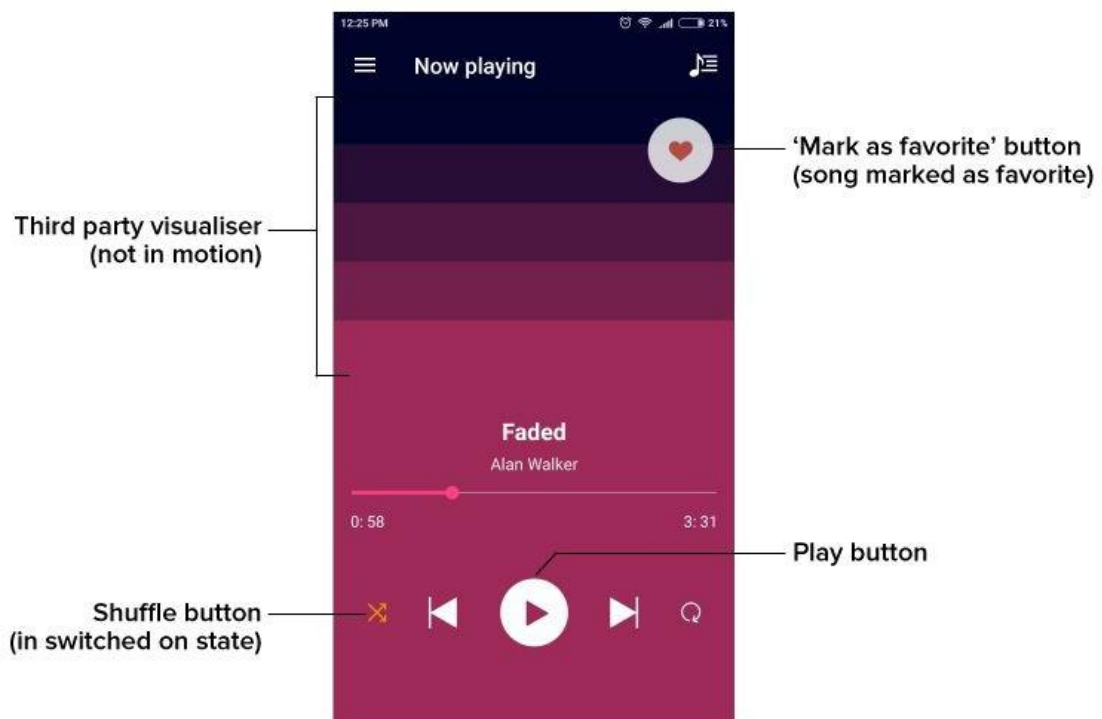 12:25 PM
21%
Now playing
'Mark as favorite' button
(song marked as favorite)
Third party visualiser
(not in motion)
Faded
Alan Walker
0: 58
3: 31
Play button
Shuffle button
(in switched on state)